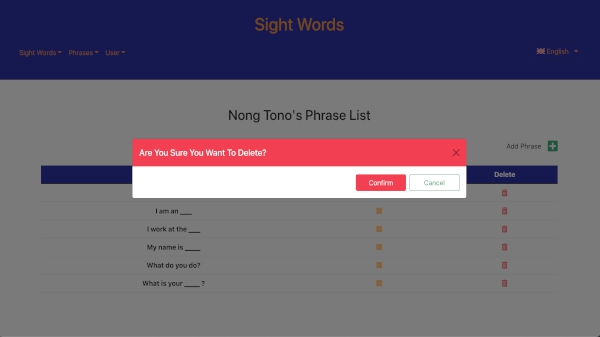 Sight Words
Sight Words Phrases User English
Nong Tono's Phrase List
Add Phrase
Are You Sure You Want To Delete?
Confirm Cancel
Delete
I am an ____
I work at the ____
My name is _____
What do you do?
What is your _____ ?